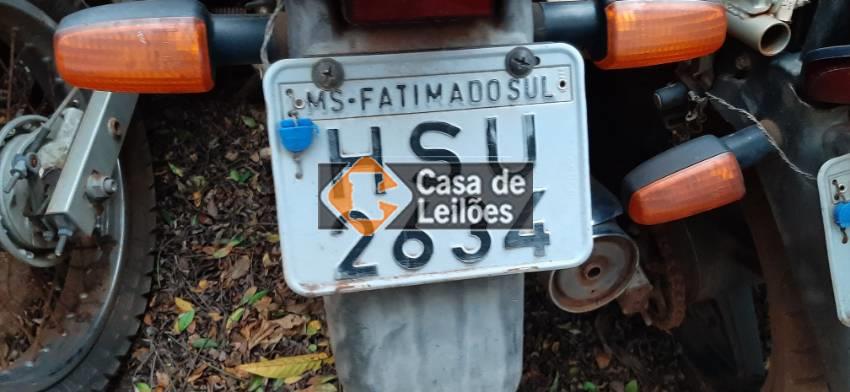 MS-FATIMADOSUL
HSU
Casa de
Leilões
2634